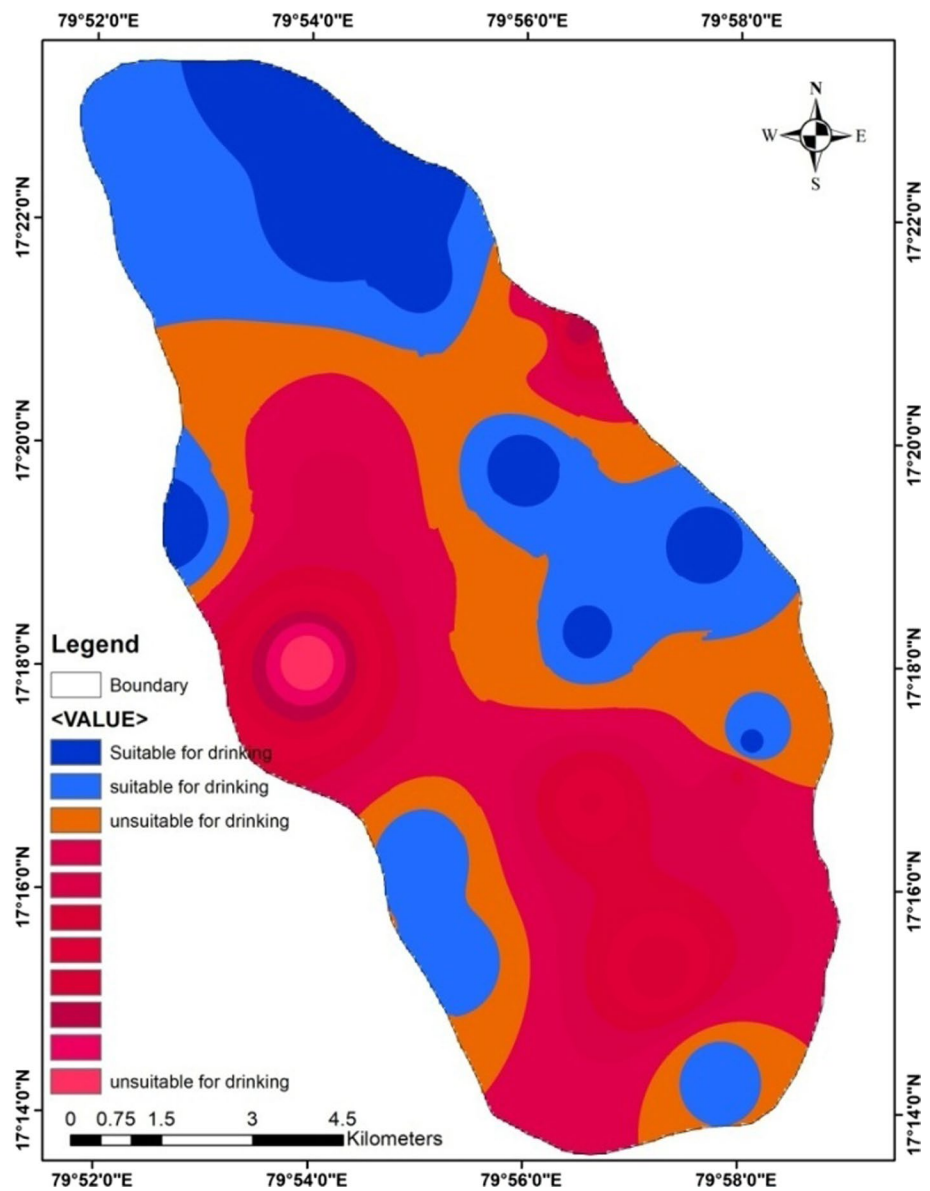 79°52'0"E 79°54'0"E 79°56'0"E 79°58'0"E
N
W E
S
17°22'0"N 17°22'0"N
17°20'0"N 17°20'0"N
17°18'0"N 17°18'0"N
Legend
Boundary
<VALUE>
Suitable for drinking
suitable for drinking
unsuitable for drinking
17°16'0"N 17°16'0"N
unsuitable for drinking
17°14'0"N 17°14'0"N
0 0.75 1.5 3 4.5
Kilometers
79°52'0"E 79°54'0"E 79°56'0"E 79°58'0"E